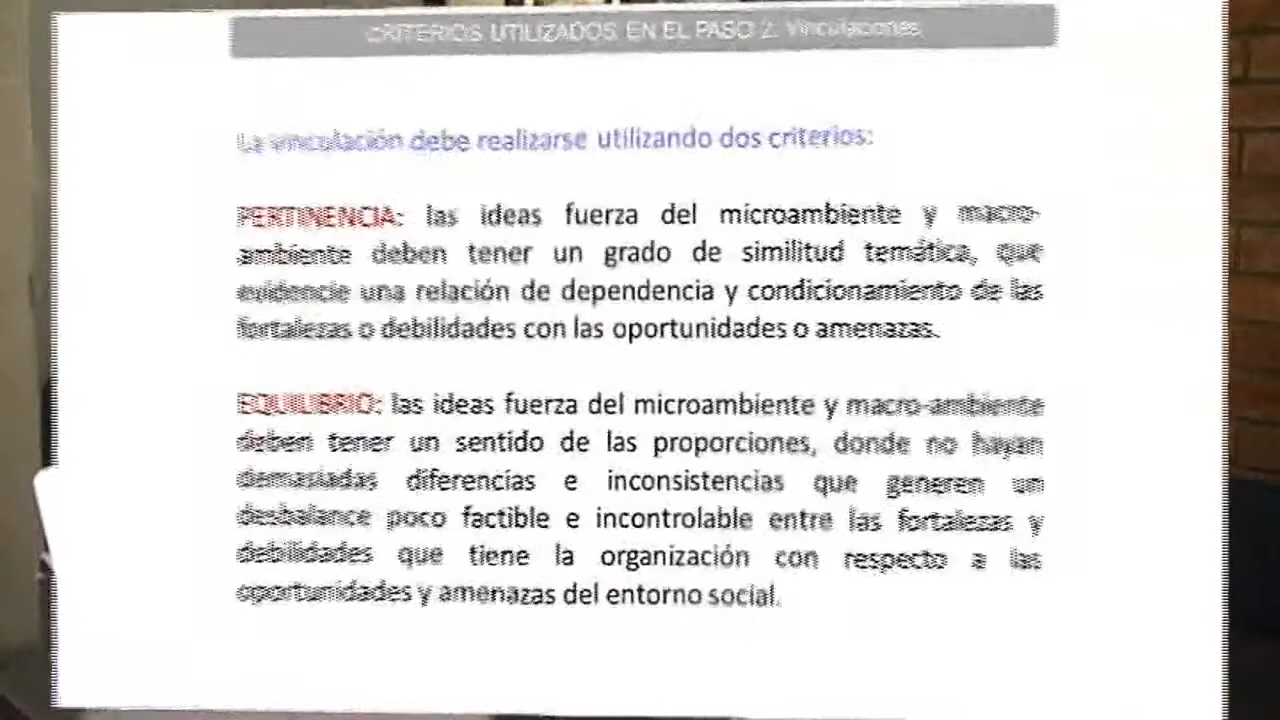 CRITERIOS UTILIZADOS EN EL PASO 2: Vinculaciones
La vinculación debe realizarse utilizando dos criterios:
PERTINENCIA: las ideas fuerza del microambiente y macro-
ambiente deben tener un grado de similitud temática, que
evidencie una relación de dependencia y condicionamiento de las
fortalezas o debilidades con las oportunidades o amenazas.
EQUILIBRIO: las ideas fuerza del microambiente y macro-ambiente
deben tener un sentido de las proporciones, donde no hayan
demasiadas diferencias e inconsistencias que generen un
desbalance poco factible e incontrolable entre las fortalezas y
debilidades que tiene la organización con respecto a las
oportunidades y amenazas del entorno social.